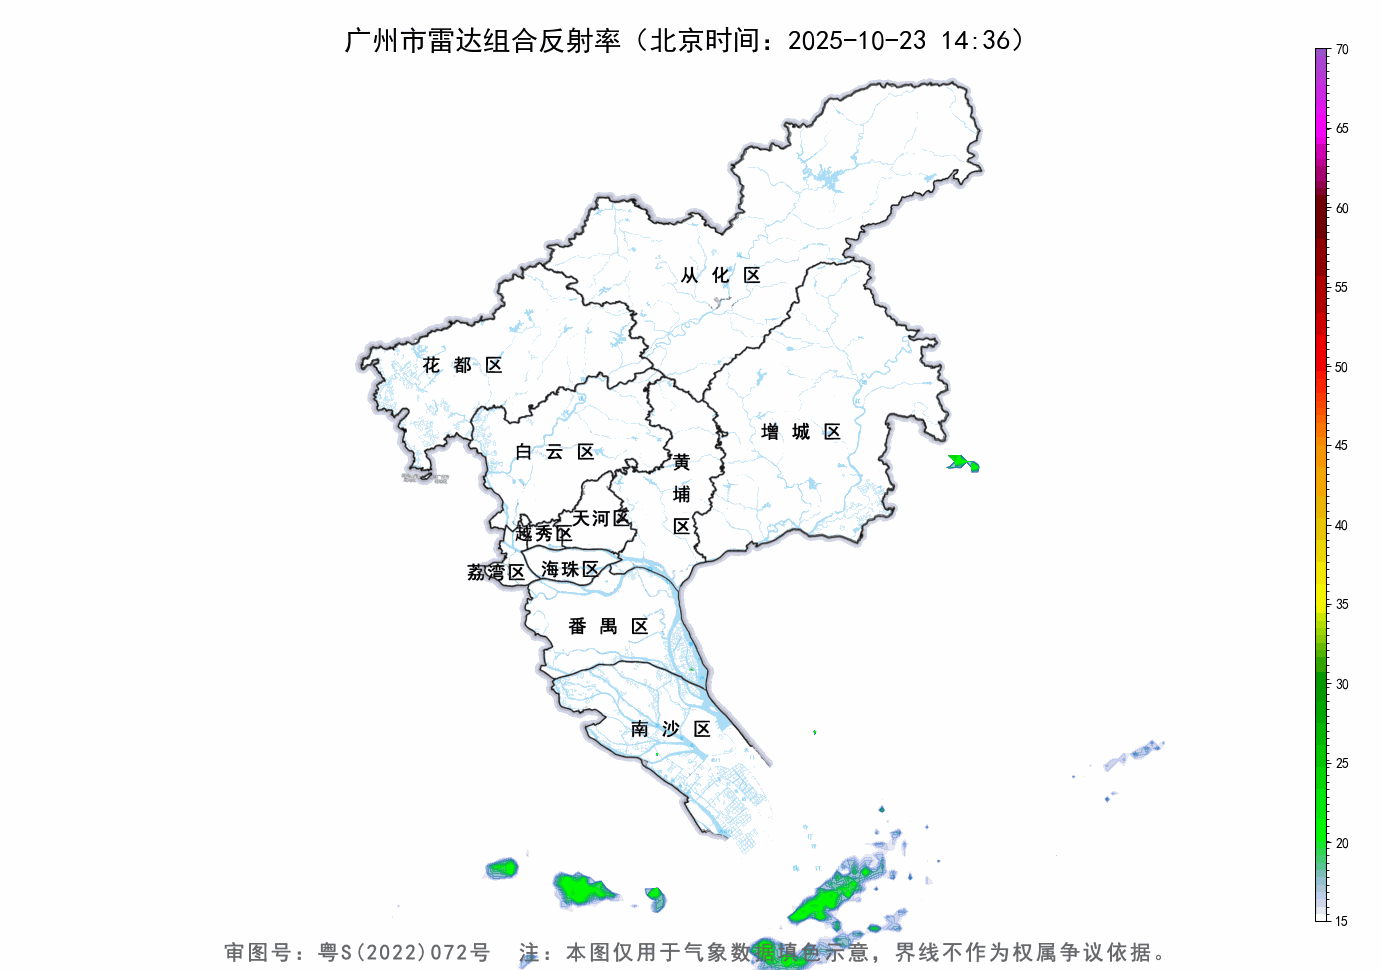 广州市雷达组合反射率（北京时间：2025-10-23 14:36）
70
65
60
55
50
45
40
35
30
25
20
15
从化区
花都区
增城区
白云区
黄埔区
天河区
越秀区
海珠区
荔湾区
番禺区
南沙区
审图号：粤S(2022)072号 注：本图仅用于气象数据填色示意，界线不作为权属争议依据。